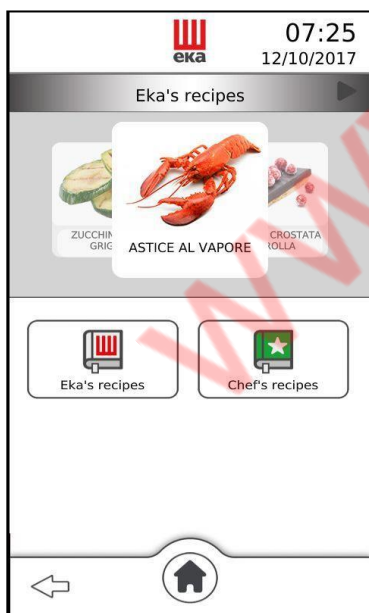 eka
07:25
12/10/2017
Eka's recipes
ZUCCHIN
GRIG
ASTICE AL VAPORE
CROSTATA
ROLLA
Eka's recipes
Chef's recipes